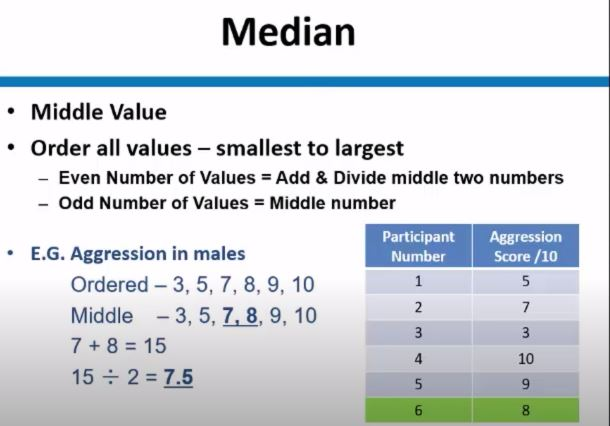 Median
• Middle Value
• Order all values – smallest to largest
– Even Number of Values = Add & Divide middle two numbers
– Odd Number of Values = Middle number
• E.G. Aggression in males
Ordered – 3, 5, 7, 8, 9, 10
Middle – 3, 5, 7, 8, 9, 10
7 + 8 = 15
15 ÷ 2 = 7.5
Participant Number Aggression Score /10
1 5
2 7
3 3
4 10
5 9
6 8